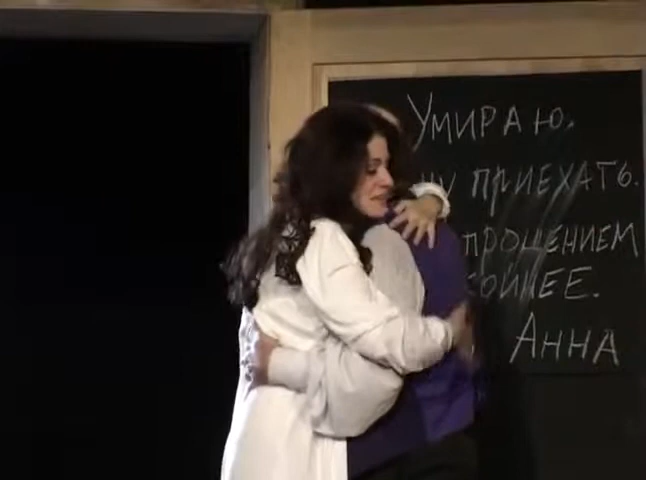 Умираю.
приехать.
прощением
Анна